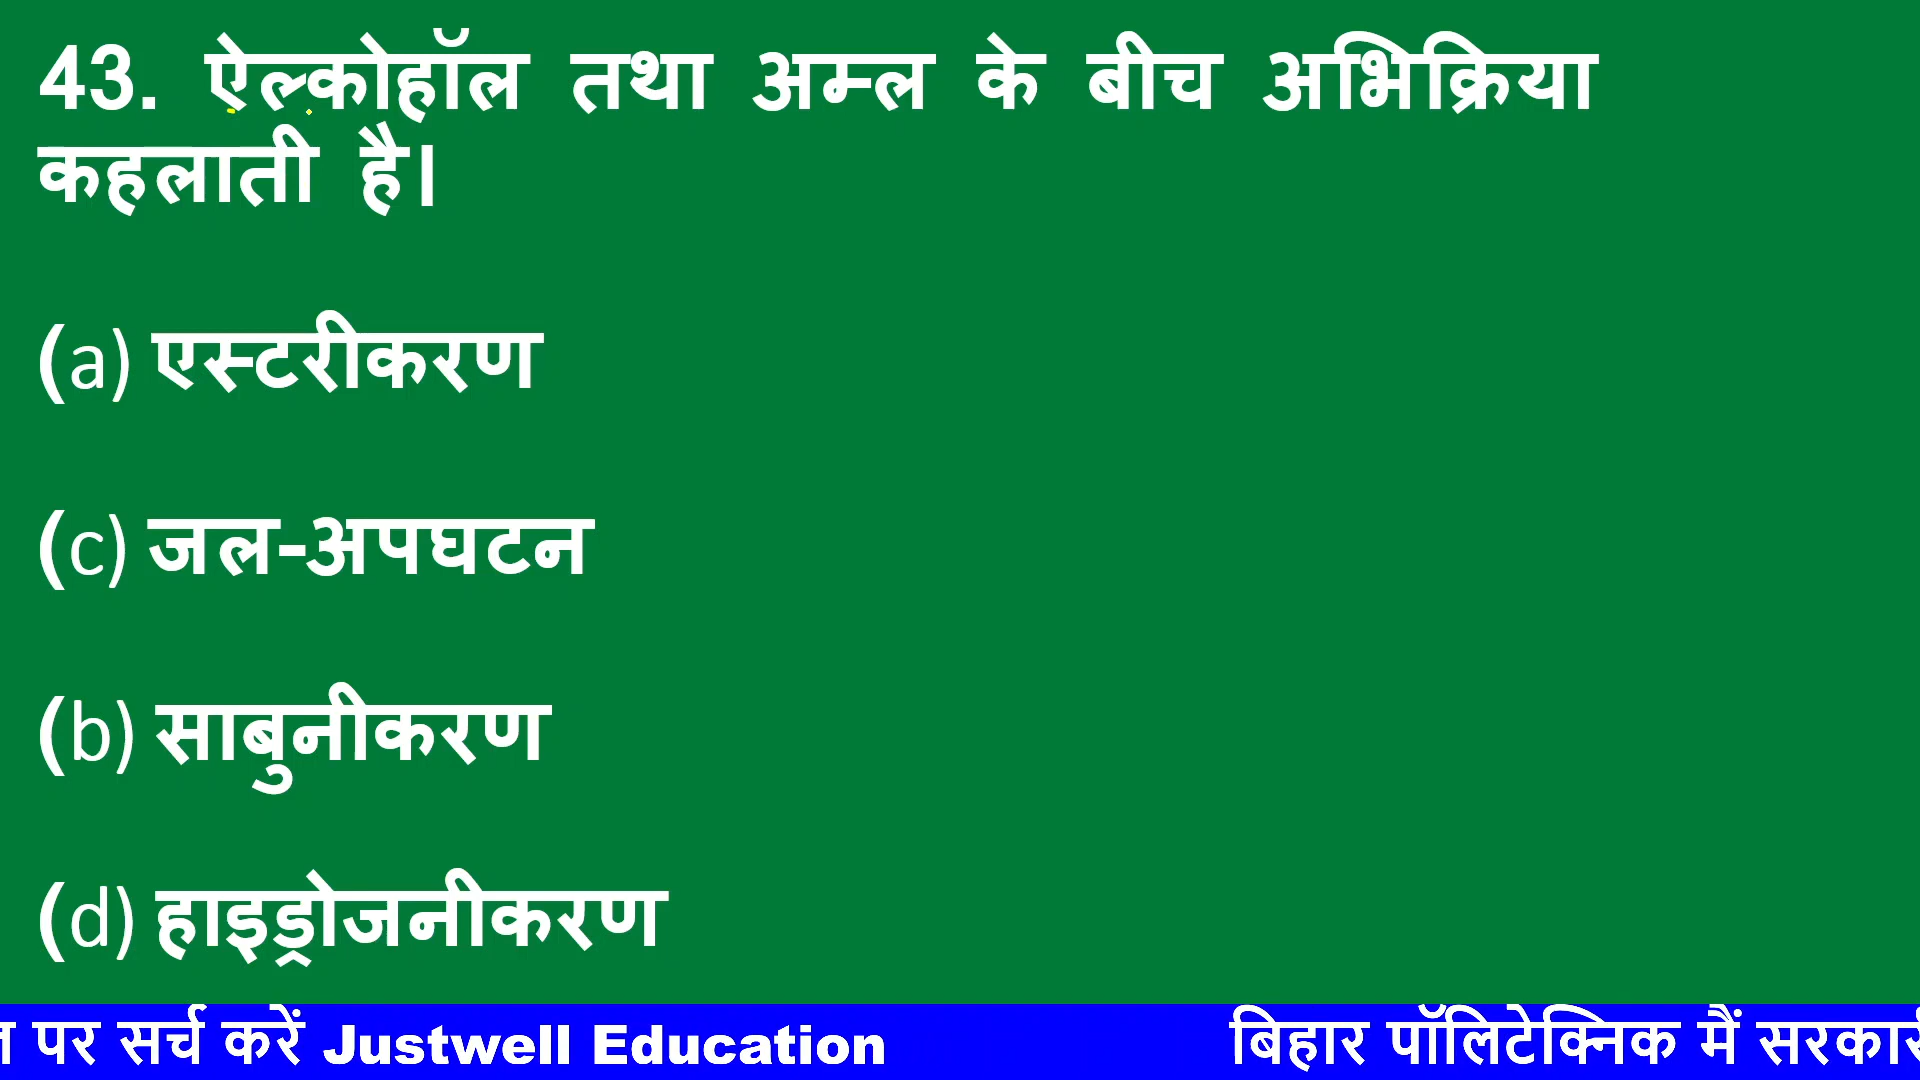 43. ऐल्कोहॉल तथा अम्ल के बीच अभिक्रिया
कहलाती है।
(a) एस्टरीकरण
(c) जल-अपघटन
(b) साबुनीकरण
(d) हाइड्रोजनीकरण
पर सर्च करें Justwell Education बिहार पॉलिटेक्निक मैं